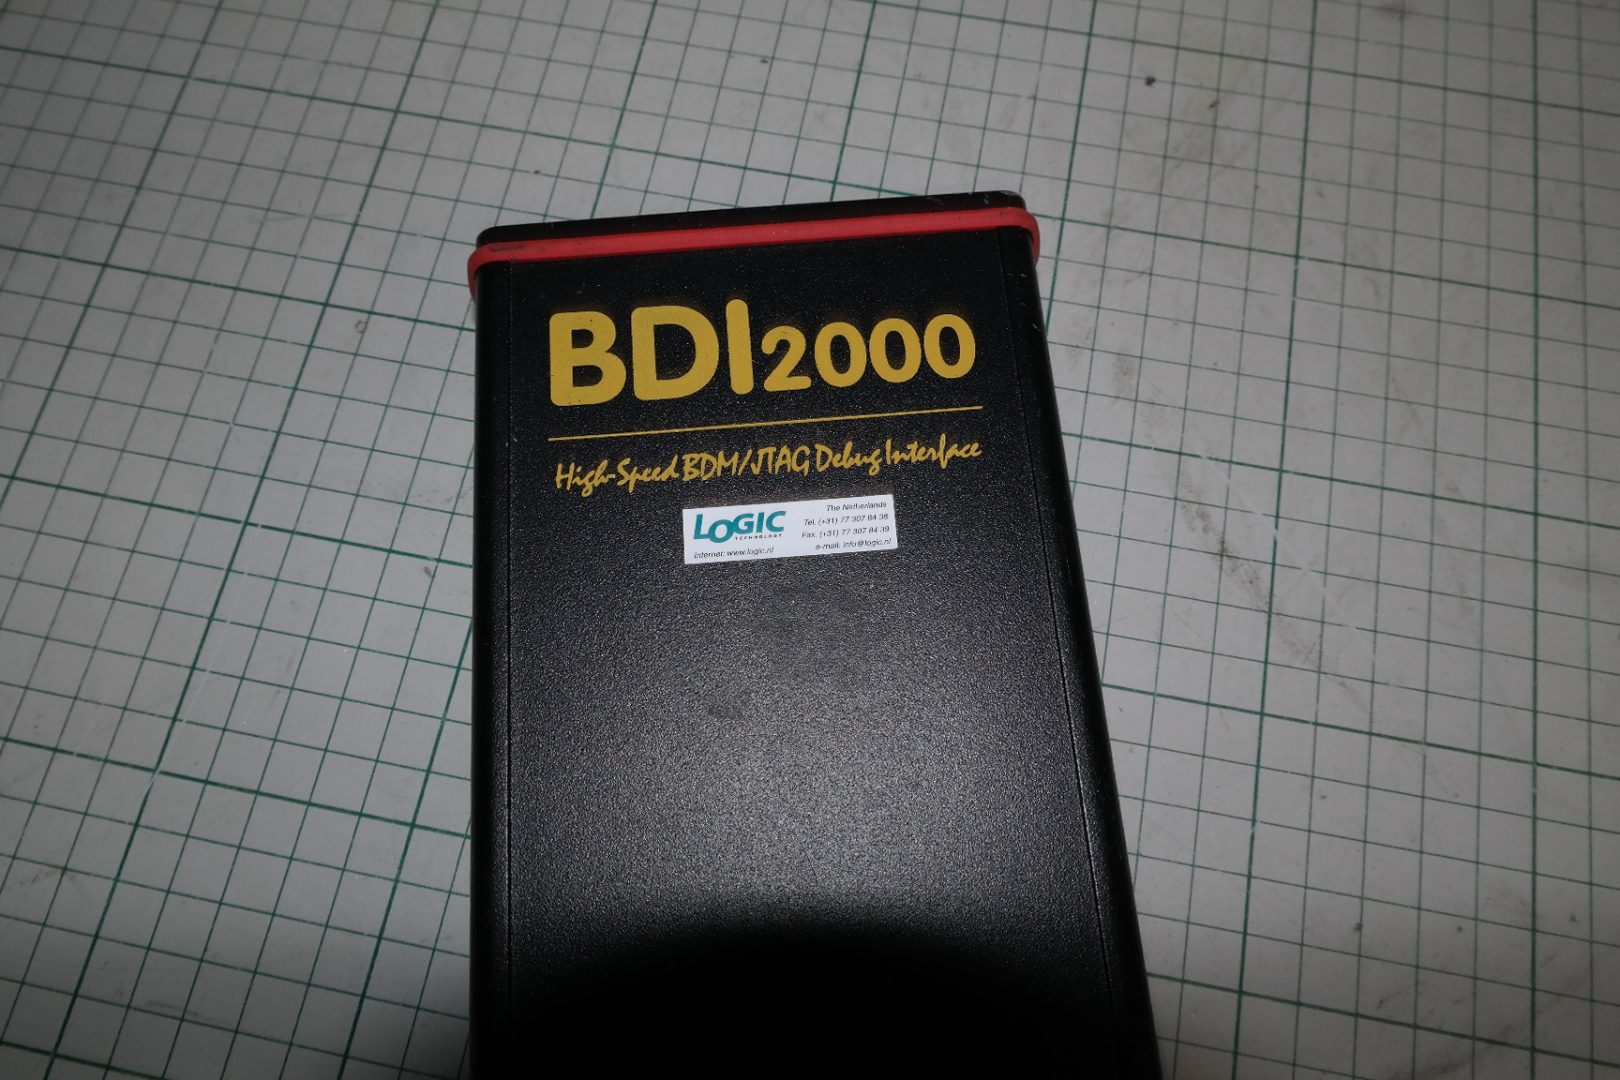 BDI2000
High-Speed BDM/JTAG Debug Interface
LOGIC
TECHNOLOGY
Internet: www.logic.nl
The Netherlands
Tel. (+31) 77 307 84 38
Fax. (+31) 77 307 84 39
e-mail: info@logic.nl